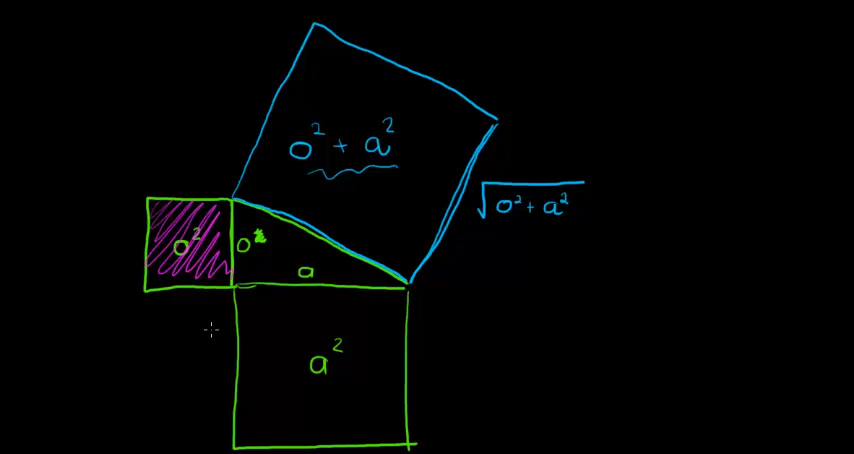 o² + a²
√o² + a²
o²
o
a
a²